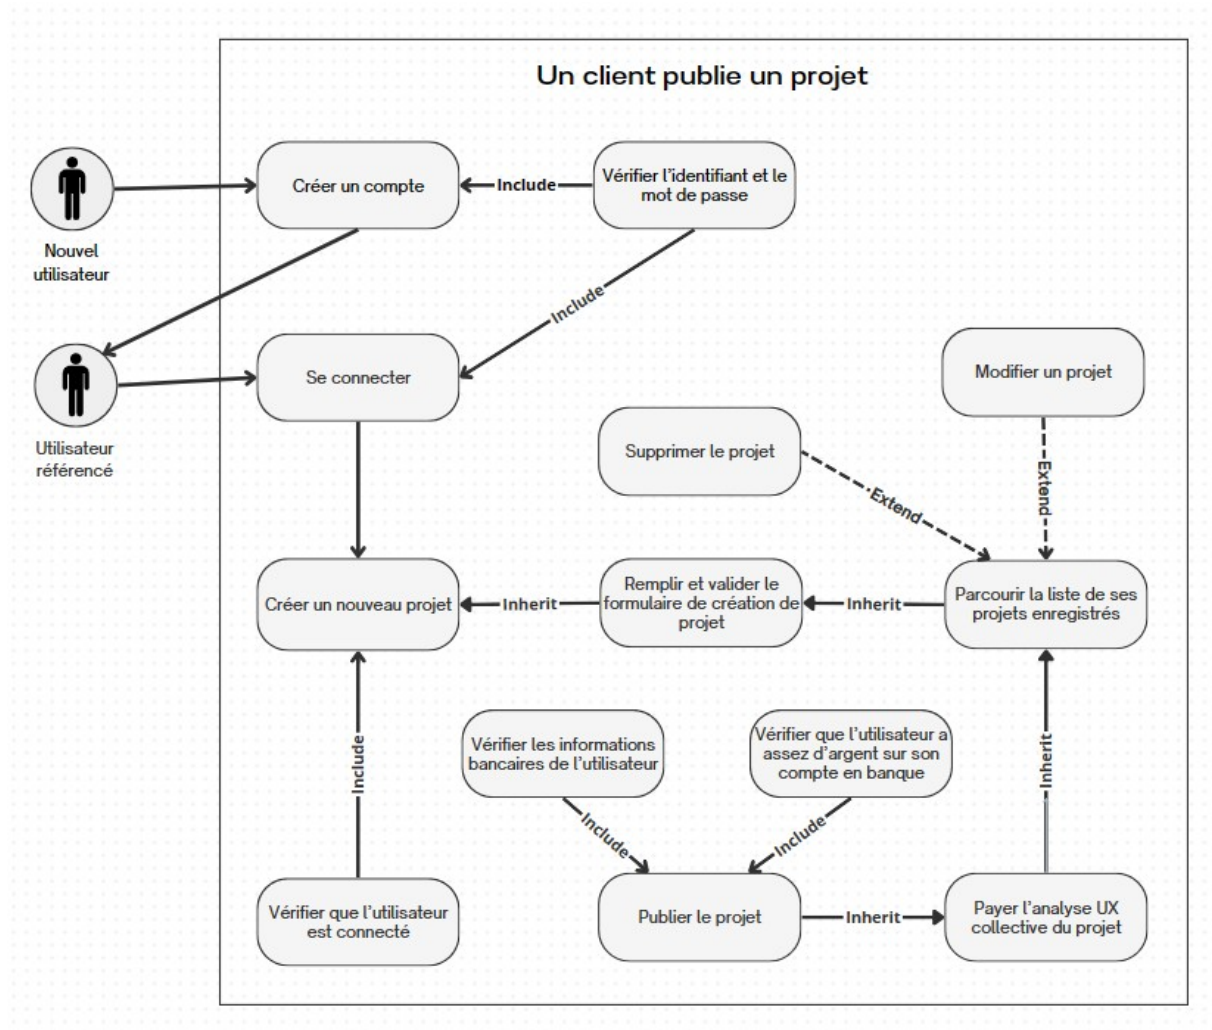 Un client publie un projet
Créer un compte
Include
Vérifier l'identifiant et le
mot de passe
Nouvel
utilisateur
Include
Se connecter
Modifier un projet
Utilisateur
référencé
Supprimer le projet
Extend
Extend
Créer un nouveau projet
Inherit
Remplir et valider le
formulaire de création de
projet
Inherit
Parcourir la liste de ses
projets enregistrés
Include
Vérifier les informations
bancaires de l'utilisateur
Vérifier que l'utilisateur a
assez d'argent sur son
compte en banque
Inherit
Include
Include
Vérifier que l'utilisateur
est connecté
Publier le projet
Inherit
Payer l'analyse UX
collective du projet